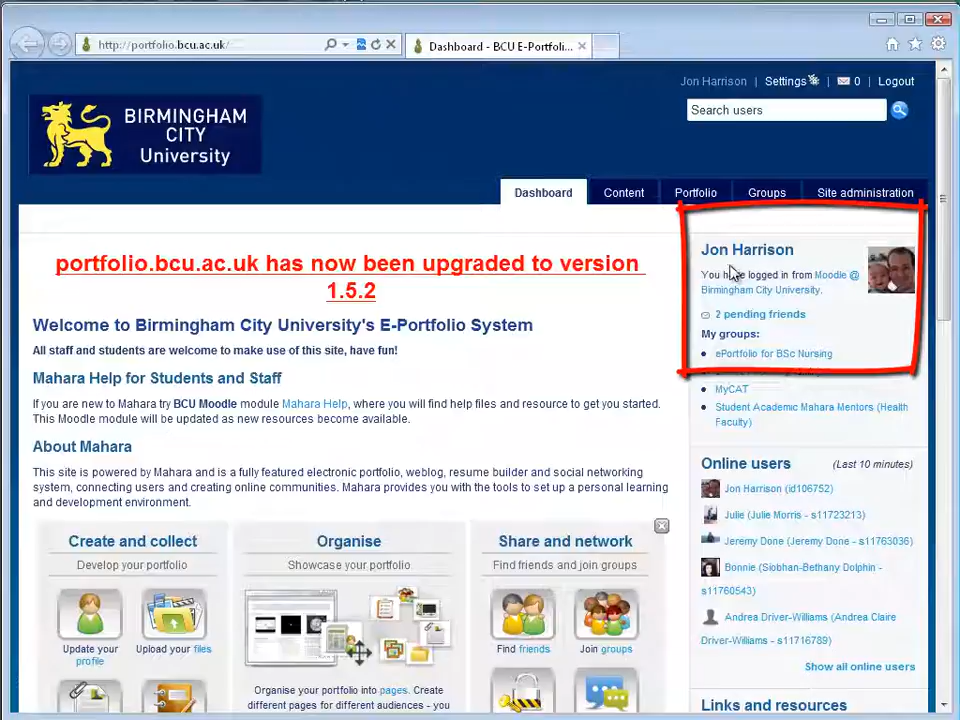 http://portfolio.bcu.ac.uk/
Dashboard - BCU E-Portfoli...
Jon Harrison | Settings | 0 | Logout
Search users
BIRMINGHAM
CITY
University
Dashboard
Content
Portfolio
Groups
Site administration
portfolio.bcu.ac.uk has now been upgraded to version
1.5.2
Welcome to Birmingham City University's E-Portfolio System
All staff and students are welcome to make use of this site, have fun!
Mahara Help for Students and Staff
If you are new to Mahara try BCU Moodle module Mahara Help, where you will find help files and resource to get you started.
This Moodle module will be updated as new resources become available.
About Mahara
This site is powered by Mahara and is a fully featured electronic portfolio, weblog, resume builder and social networking
system, connecting users and creating online communities. Mahara provides you with the tools to set up a personal learning
and development environment.
Create and collect
Develop your portfolio
Update your
profile
Upload your files
Organise
Showcase your portfolio
Organise your portfolio into pages. Create
different pages for different audiences - you
Share and network
Find friends and join groups
Find friends
Join groups
Jon Harrison
You have logged in from Moodle @
Birmingham City University.
2 pending friends
My groups:
ePortfolio for BSc Nursing
MyCAT
Student Academic Mahara Mentors (Health
Faculty)
Online users
(Last 10 minutes)
Jon Harrison (id106752)
Julie (Julie Morris - s11723213)
Jeremy Done (Jeremy Done - s11763036)
Bonnie (Siobhan-Bethany Dolphin -
s11760543)
Andrea Driver-Williams (Andrea Claire
Driver-Williams - s11716789)
Show all online users
Links and resources